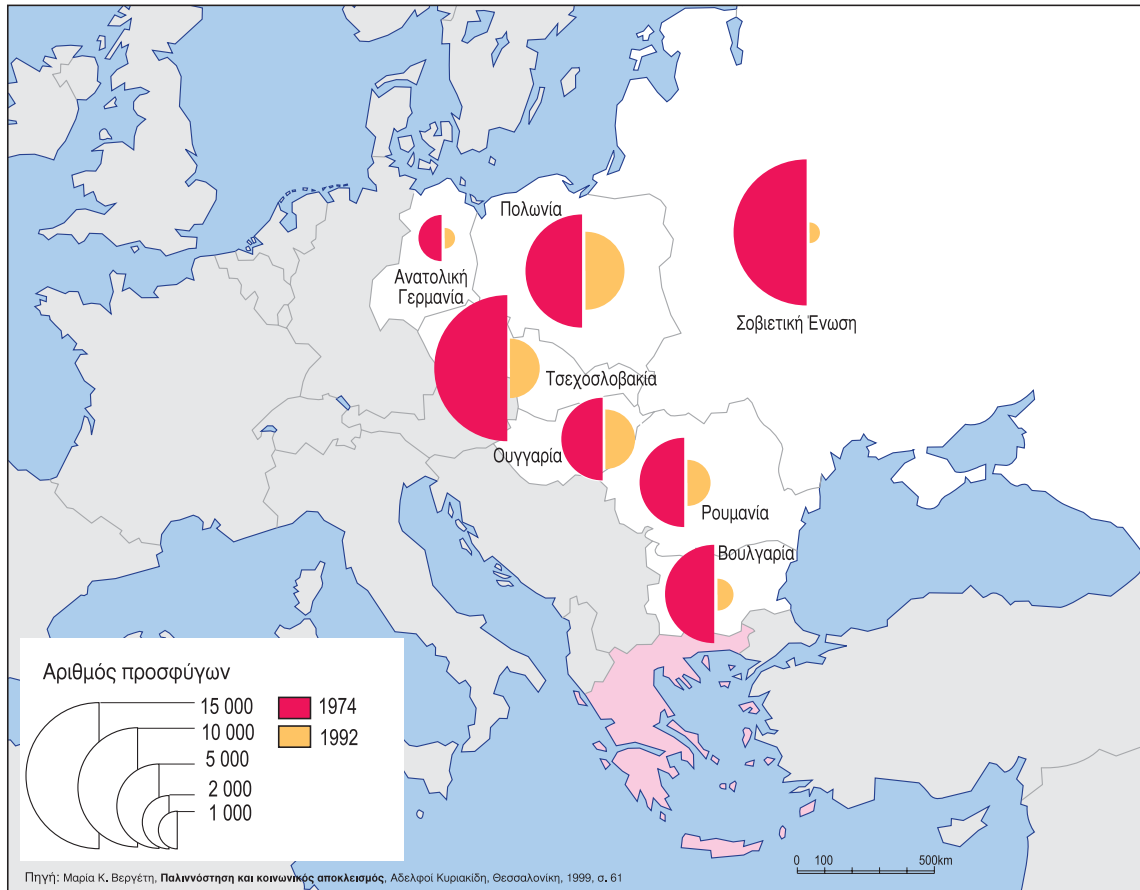 Πολωνία
Ανατολική
Γερμανία
Σοβιετική Ένωση
Τσεχοσλοβακία
Ουγγαρία
Ρουμανία
Βουλγαρία
Αριθμός προσφύγων
15 000
10 000
5 000
2 000
1 000
1974
1992
0 100 500km
Πηγή: Μαρία Κ. Βεργέτη, Παλιννόστηση και κοινωνικός αποκλεισμός, Αδελφοί Κυριακίδη, Θεσσαλονίκη, 1999, σ. 61